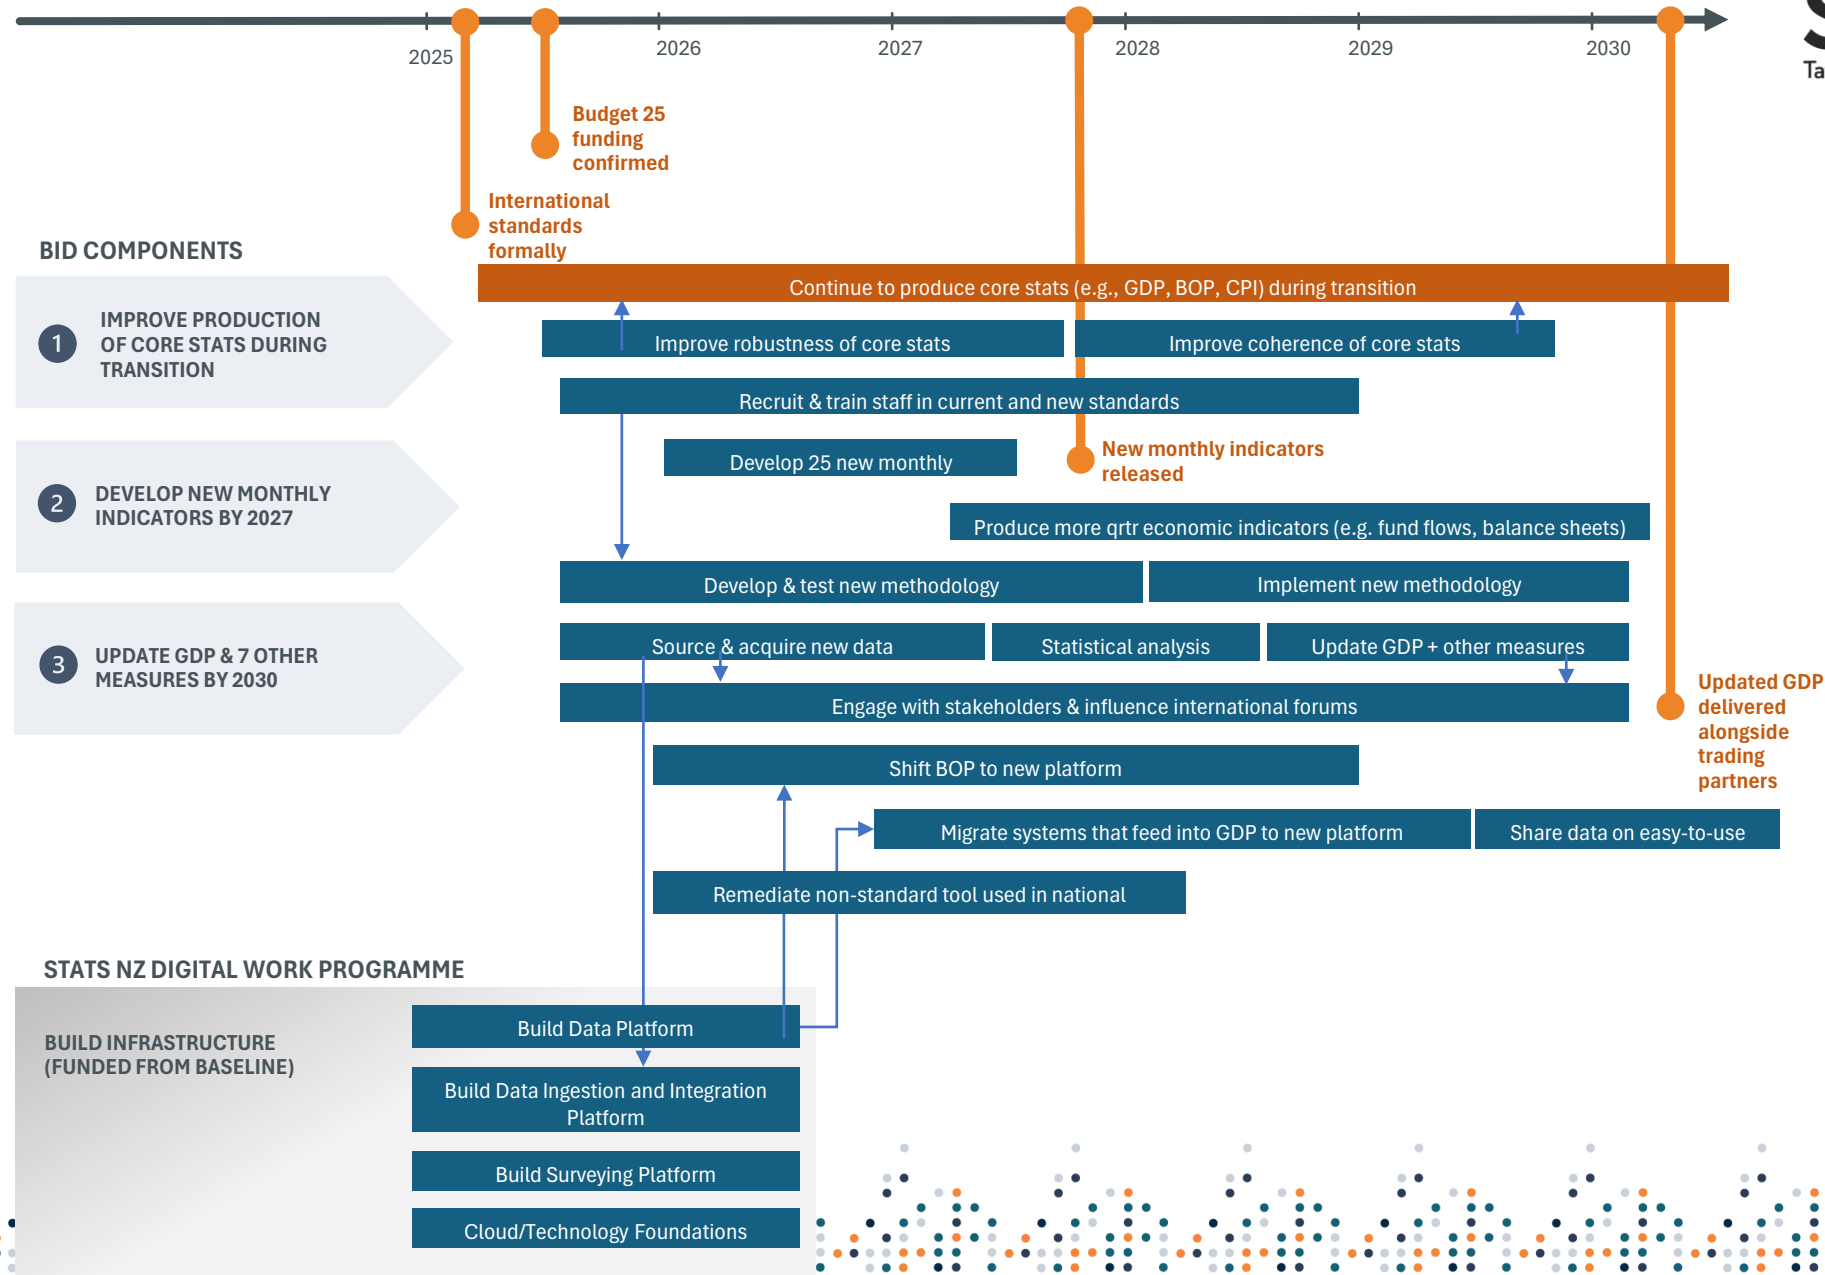 2025
2026
2027
2028
2029
2030
Ta
Budget 25
funding
confirmed
International
standards
formally
BID COMPONENTS
Continue to produce core stats (e.g., GDP, BOP, CPI) during transition
1
IMPROVE PRODUCTION
OF CORE STATS DURING
TRANSITION
Improve robustness of core stats
Improve coherence of core stats
Recruit & train staff in current and new standards
Develop 25 new monthly
New monthly indicators
released
2
DEVELOP NEW MONTHLY
INDICATORS BY 2027
Produce more qrtr economic indicators (e.g. fund flows, balance sheets)
Develop & test new methodology
Implement new methodology
3
UPDATE GDP & 7 OTHER
MEASURES BY 2030
Source & acquire new data
Statistical analysis
Update GDP + other measures
Engage with stakeholders & influence international forums
Updated GDP
delivered
alongside
trading
partners
Shift BOP to new platform
Migrate systems that feed into GDP to new platform
Share data on easy-to-use
Remediate non-standard tool used in national
STATS NZ DIGITAL WORK PROGRAMME
BUILD INFRASTRUCTURE
(FUNDED FROM BASELINE)
Build Data Platform
Build Data Ingestion and Integration
Platform
Build Surveying Platform
Cloud/Technology Foundations